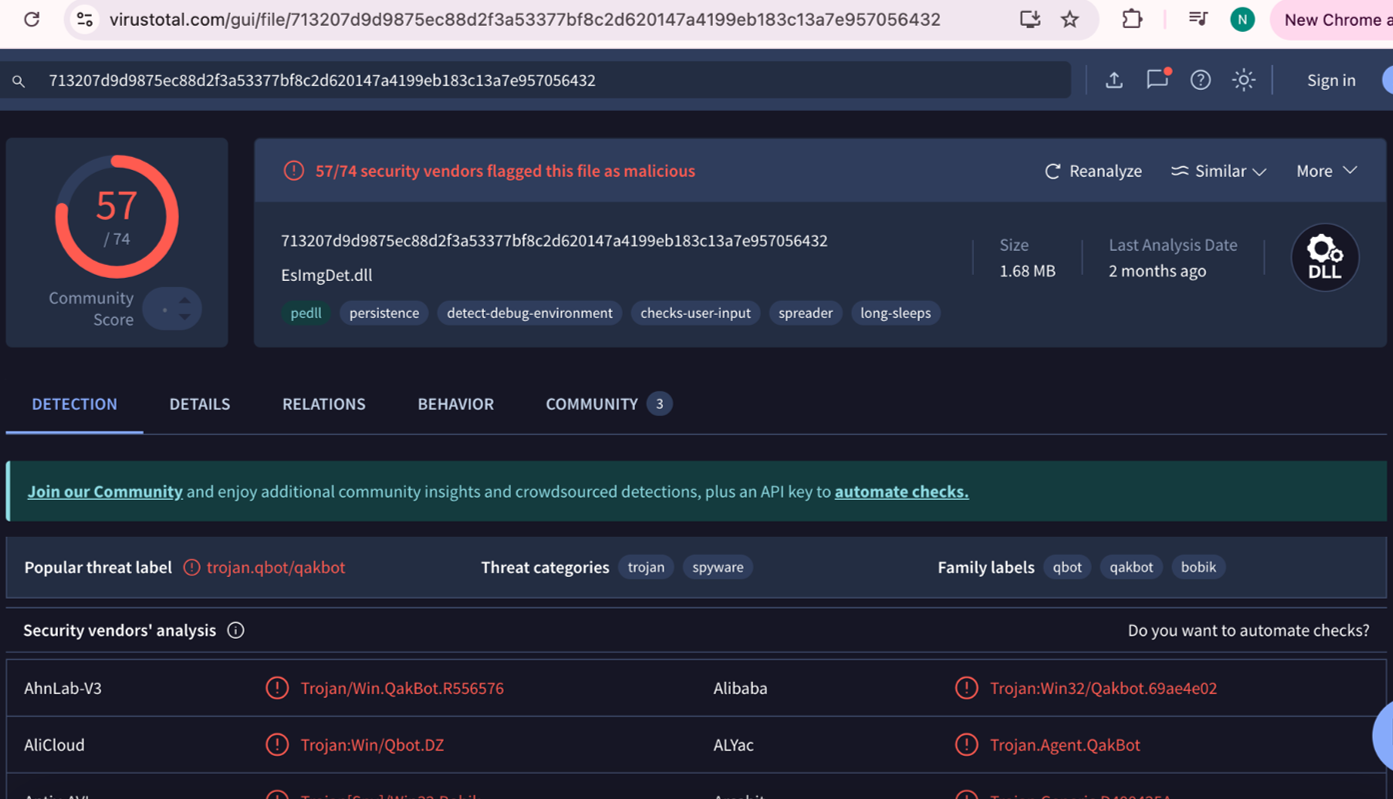 virustotal.com/gui/file/713207d9d9875ec88d2f3a53377bf8c2d620147a4199eb183c13a7e957056432
N
New Chrome a
713207d9d9875ec88d2f3a53377bf8c2d620147a4199eb183c13a7e957056432
Sign in
57
/ 74
Community
Score
57/74 security vendors flagged this file as malicious
Reanalyze
Similar
More
713207d9d9875ec88d2f3a53377bf8c2d620147a4199eb183c13a7e957056432
EsImgDet.dll
pedll persistence detect-debug-environment checks-user-input spreader long-sleeps
Size
1.68 MB
Last Analysis Date
2 months ago
DLL
DETECTION DETAILS RELATIONS BEHAVIOR COMMUNITY 3
Join our Community and enjoy additional community insights and crowdsourced detections, plus an API key to automate checks.
Popular threat label trojan.qbot/qakbot Threat categories trojan spyware Family labels qbot qakbot bobik
Security vendors' analysis Do you want to automate checks?
AhnLab-V3 Trojan/Win.QakBot.R556576 Alibaba Trojan:Win32/Qakbot.69ae4e02
AliCloud Trojan:Win/Qbot.DZ ALYac Trojan.Agent.QakBot